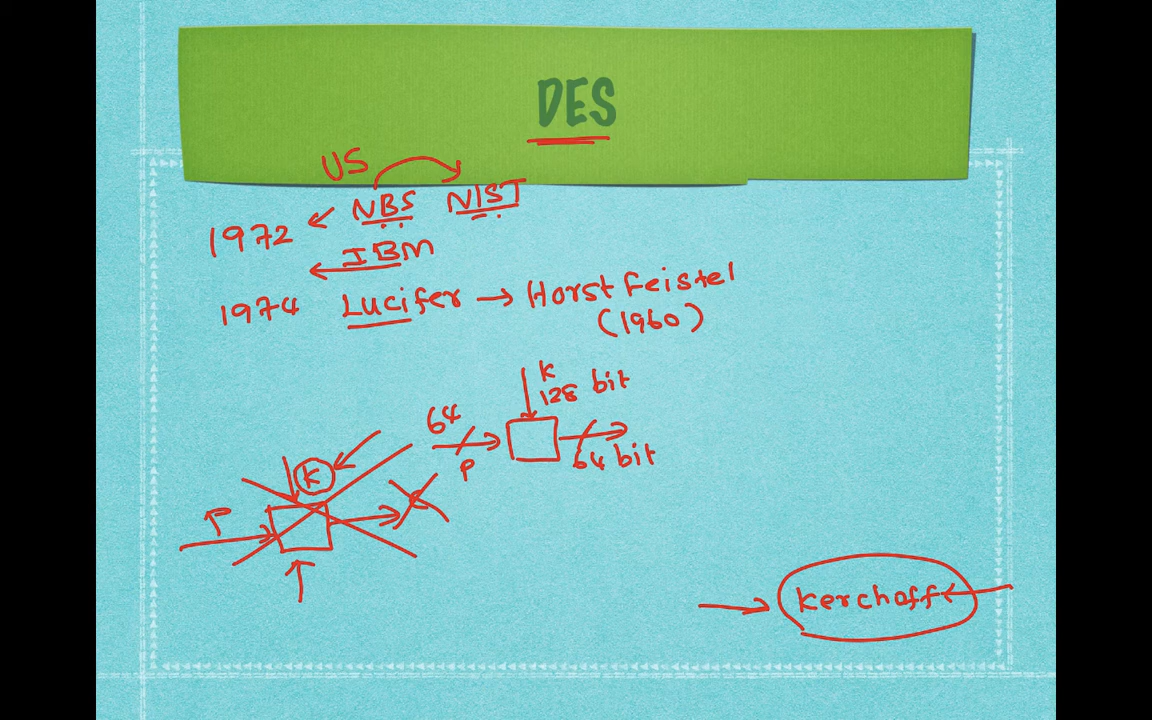 DES
US
NBS NIST
1972
IBM
1974 Lucifer → Horst Feistel
(1960)
K
128 bit
64
P
64 bit
K
P
C
Kerchoff